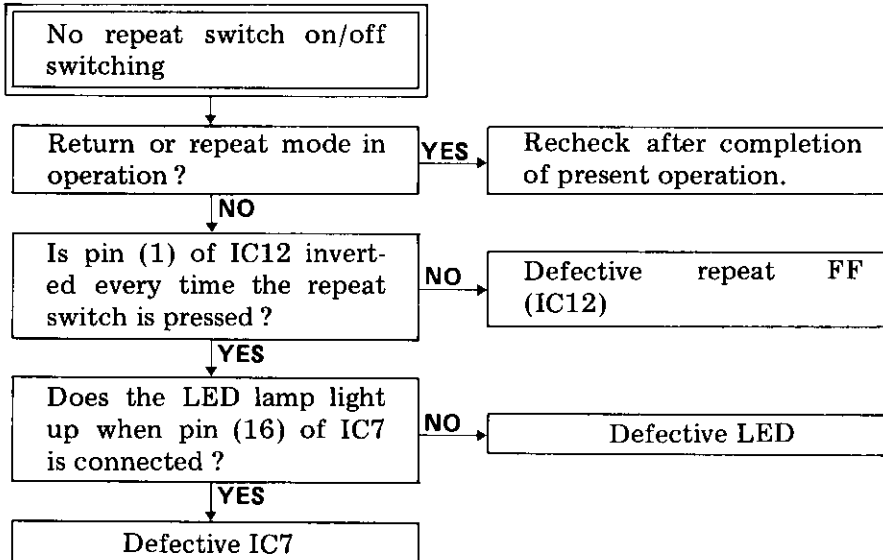 No repeat switch on/off
switching
Return or repeat mode in
operation ?
YES
Recheck after completion
of present operation.
NO
Is pin (1) of IC12 invert-
ed every time the repeat
switch is pressed ?
NO
Defective repeat FF
(IC12)
YES
Does the LED lamp light
up when pin (16) of IC7
is connected ?
NO
Defective LED
YES
Defective IC7